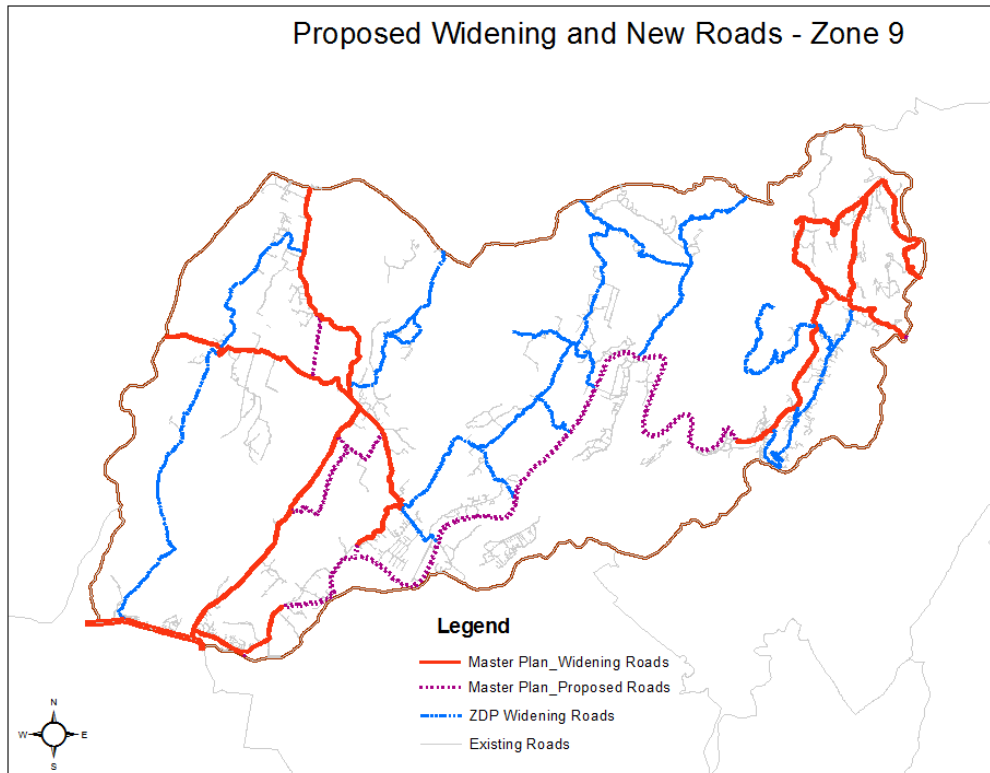 Proposed Widening and New Roads - Zone 9
Legend
Master Plan_Widening Roads
Master Plan_Proposed Roads
ZDP Widening Roads
Existing Roads
N
W E
S